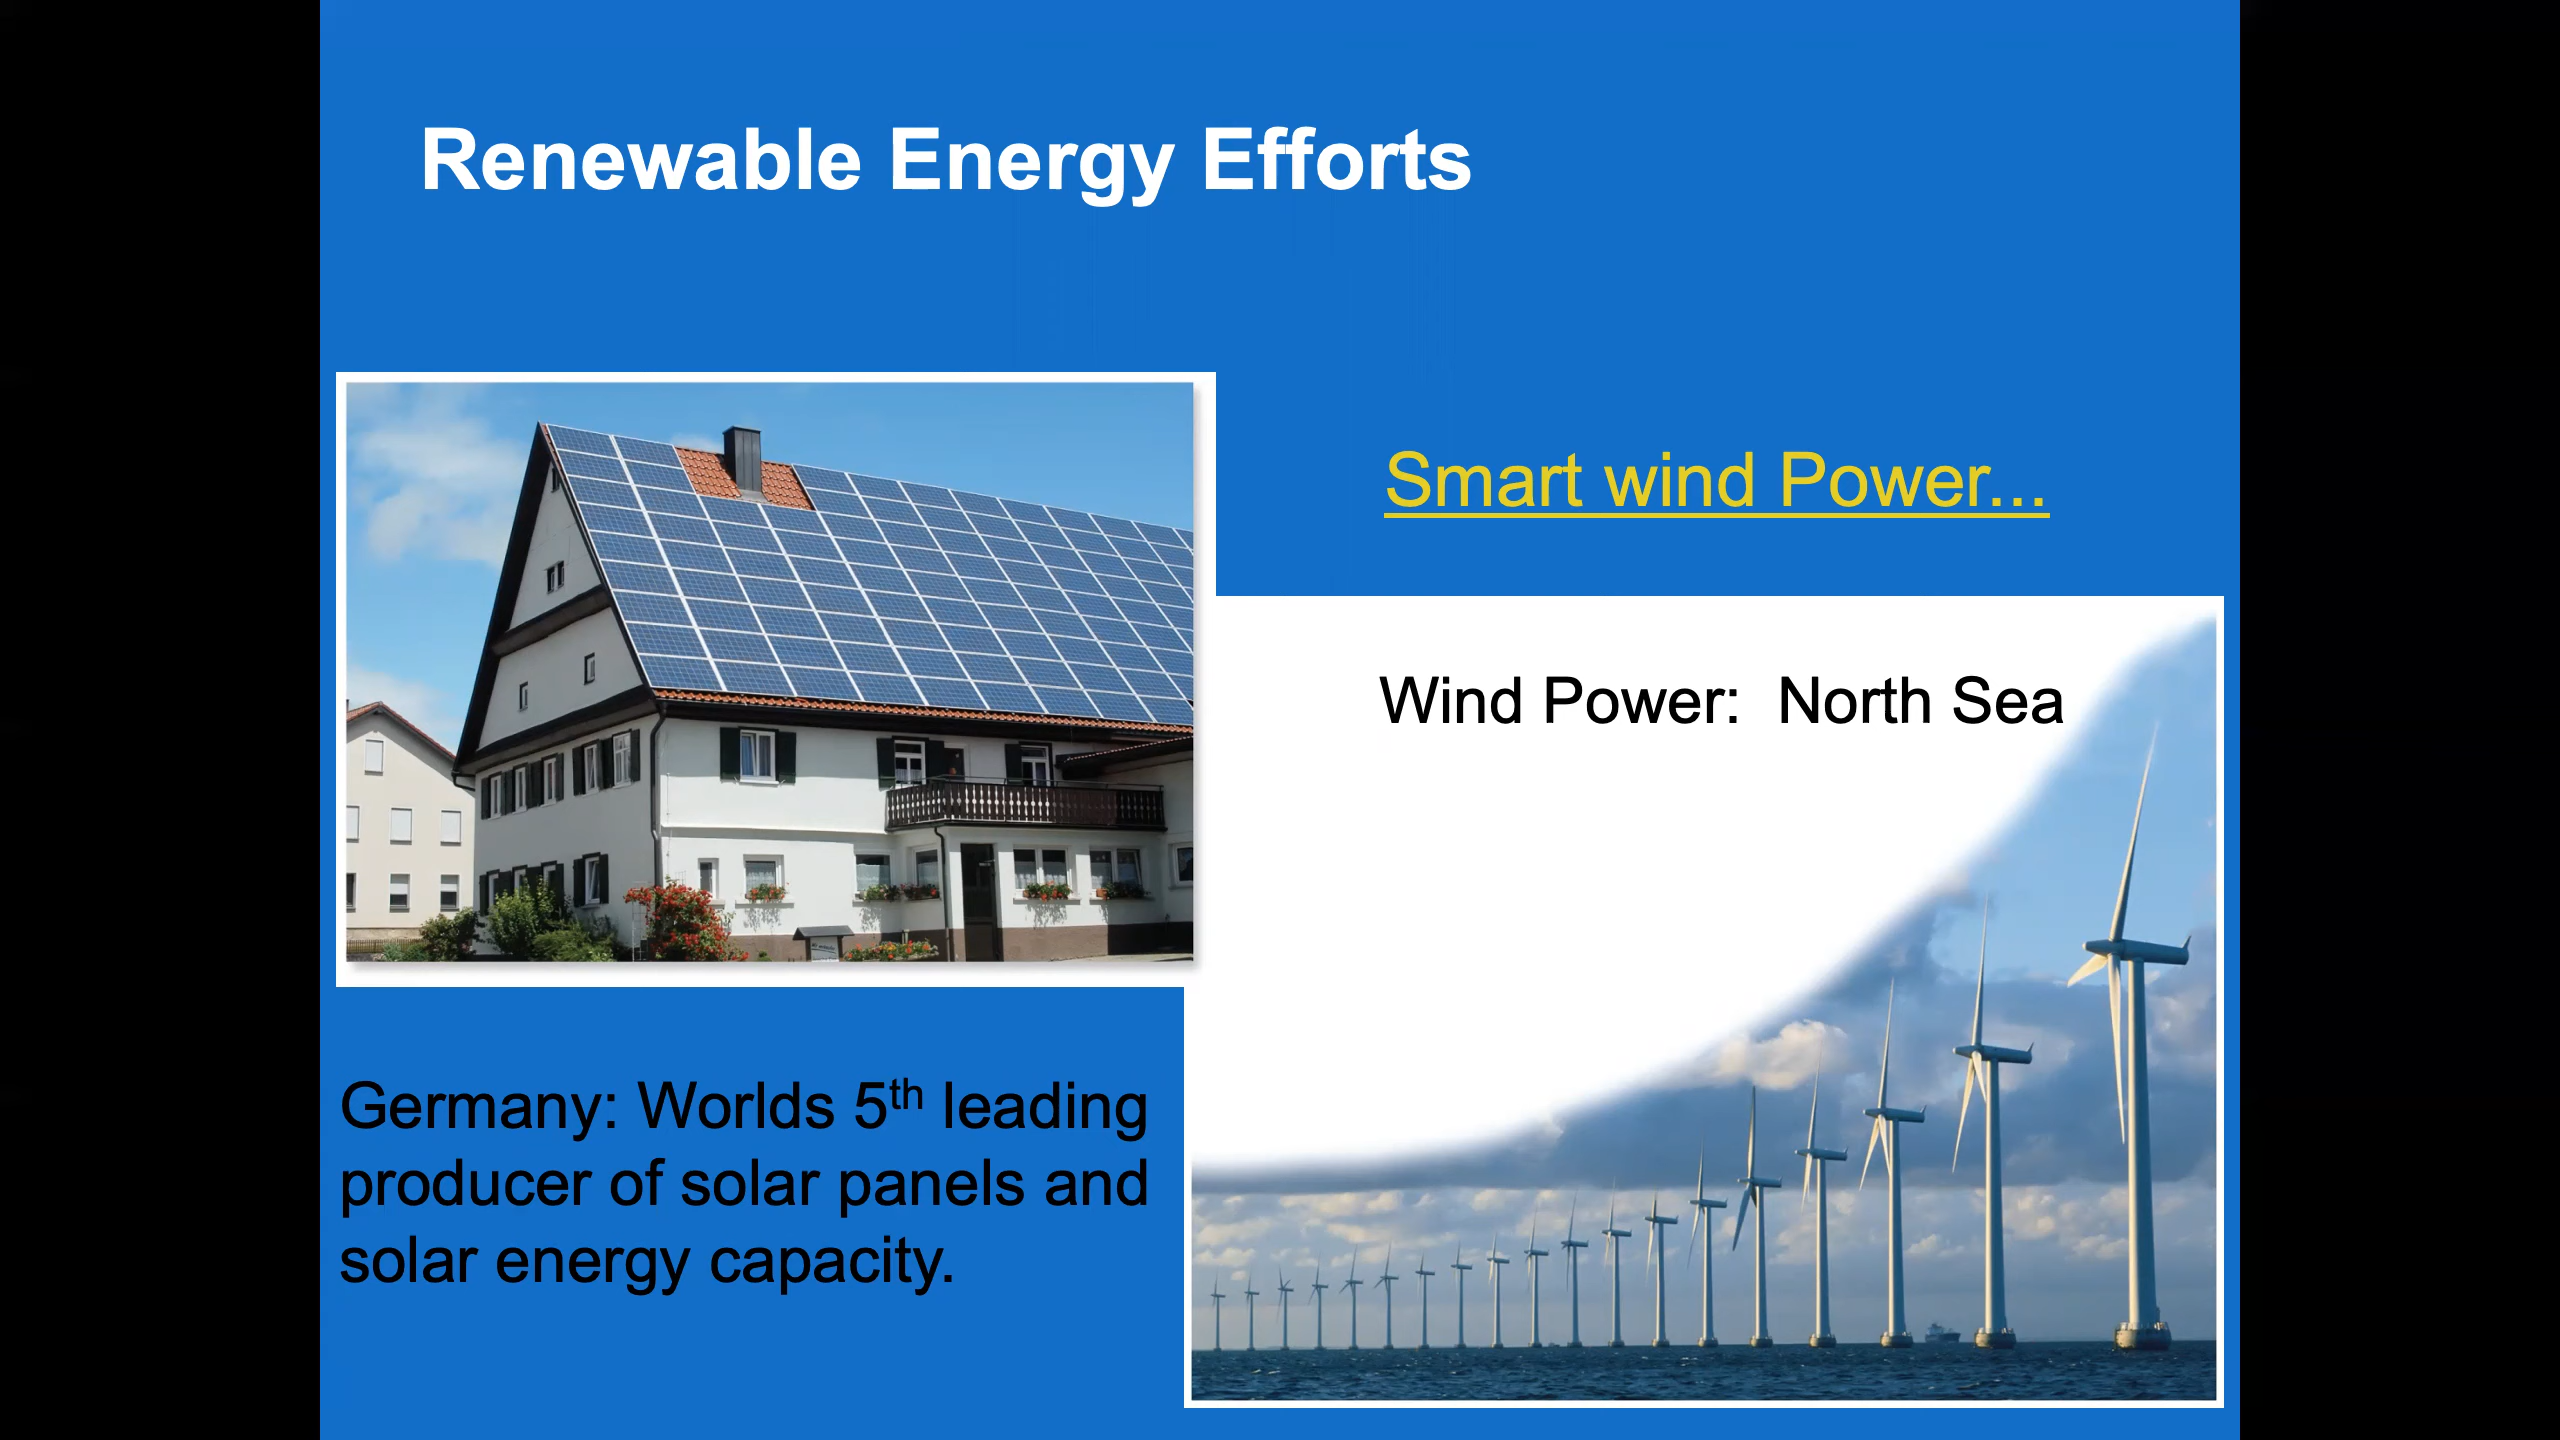 Renewable Energy Efforts
Smart wind Power...
Wind Power:  North Sea
Germany: Worlds 5th leading
producer of solar panels and
solar energy capacity.